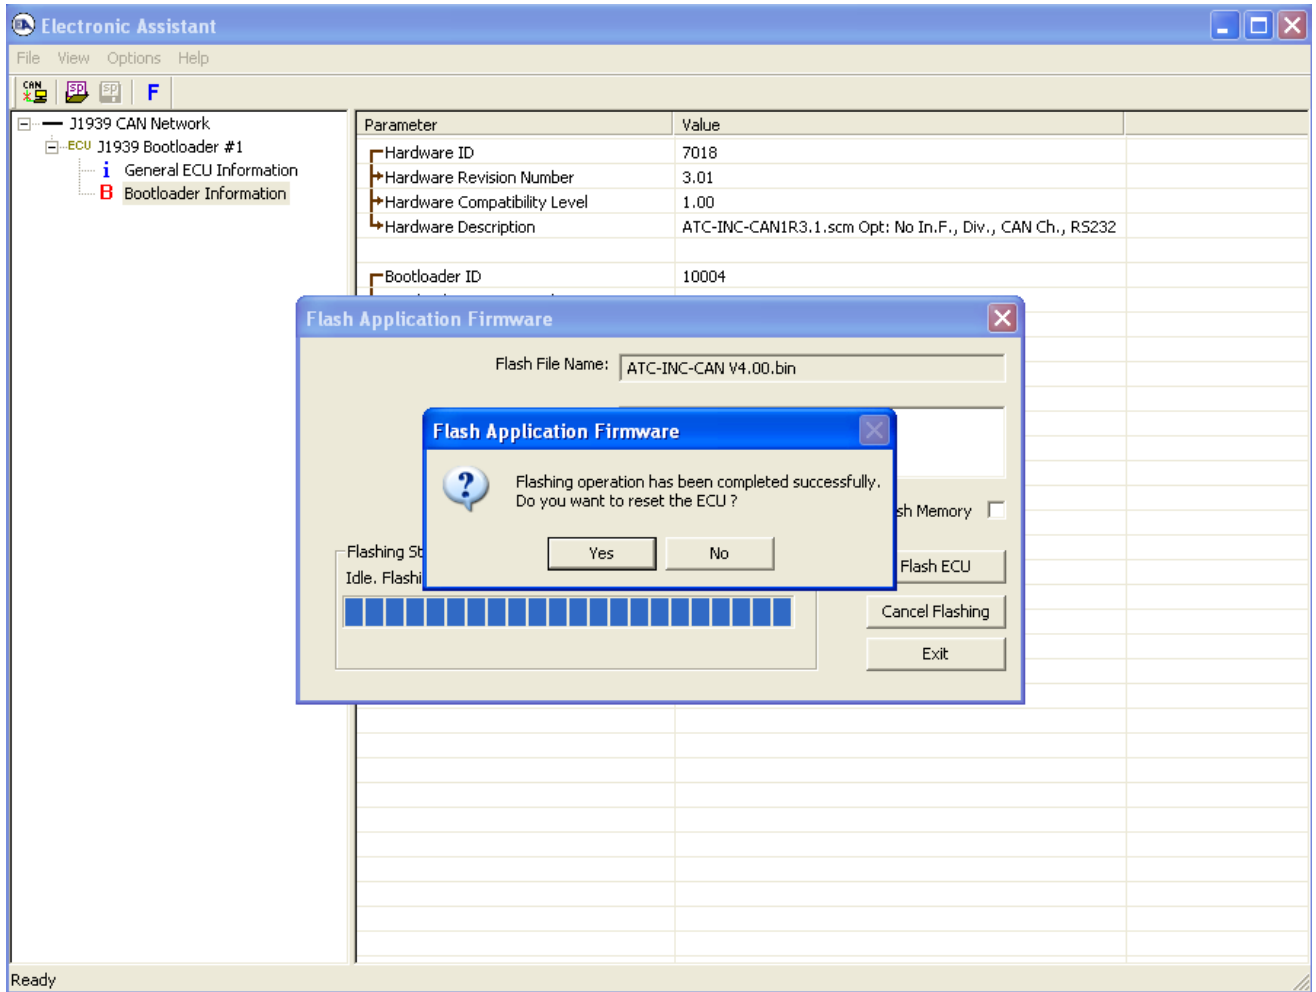 Electronic Assistant
File View Options Help
CAN SP SP F
J1939 CAN Network
ECU J1939 Bootloader #1
i General ECU Information
B Bootloader Information
Parameter Value
Hardware ID 7018
Hardware Revision Number 3.01
Hardware Compatibility Level 1.00
Hardware Description ATC-INC-CAN1R3.1.scm Opt: No In.F., Div., CAN Ch., RS232
Bootloader ID 10004
Flash Application Firmware
Flash File Name: ATC-INC-CAN V4.00.bin
Flash Application Firmware
Flashing operation has been completed successfully.
Do you want to reset the ECU ?
Memory
Yes No
Flashing
Idle.
Flash ECU
Cancel Flashing
Exit
Ready